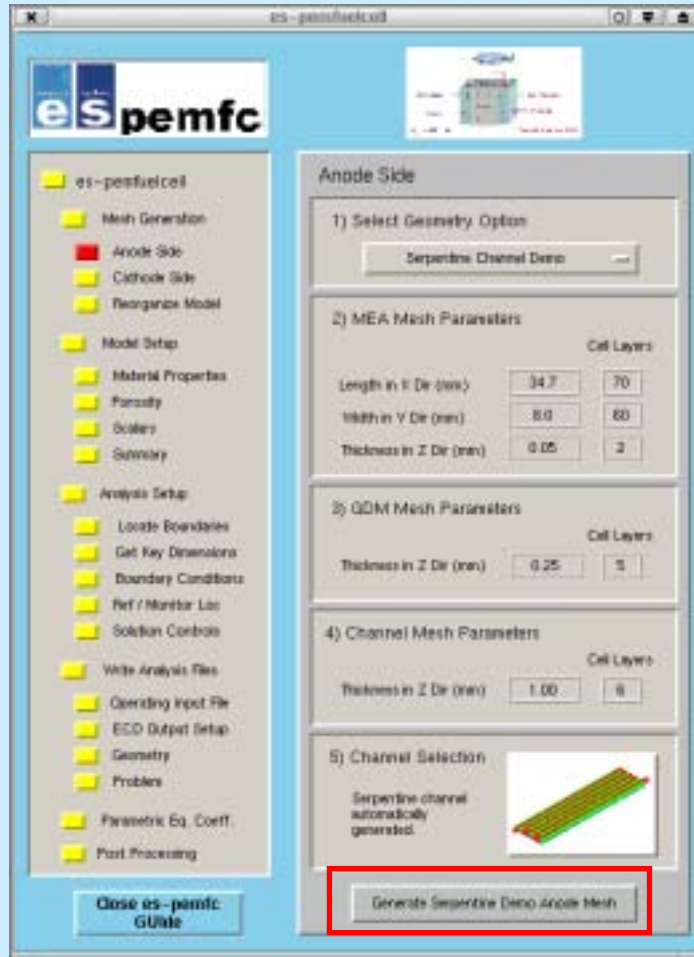 es-pemfuelcell
es pemfc
es-pemfuelcell
Mesh Generation
Anode Side
Cathode Side
Reorganize Model
Model Setup
Material Properties
Porosity
Scalars
Summary
Analysis Setup
Locate Boundaries
Get Key Dimensions
Boundary Conditions
Ref / Monitor Loc
Solution Controls
Write Analysis Files
Operating Input File
ECO Output Setup
Geometry
Problem
Parametric Eq. Coeff.
Post Processing
Close es-pemfc
GUIde
Anode Side
1) Select Geometry Option
Serpentine Channel Demo
2) MEA Mesh Parameters
Cell Layers
Length in X Dir (mm) 34.7 70
Width in Y Dir (mm) 8.0 60
Thickness in Z Dir (mm) 0.05 2
3) GDM Mesh Parameters
Cell Layers
Thickness in Z Dir (mm) 0.25 5
4) Channel Mesh Parameters
Cell Layers
Thickness in Z Dir (mm) 1.00 6
5) Channel Selection
Serpentine channel
automatically
generated.
Generate Serpentine Demo Anode Mesh